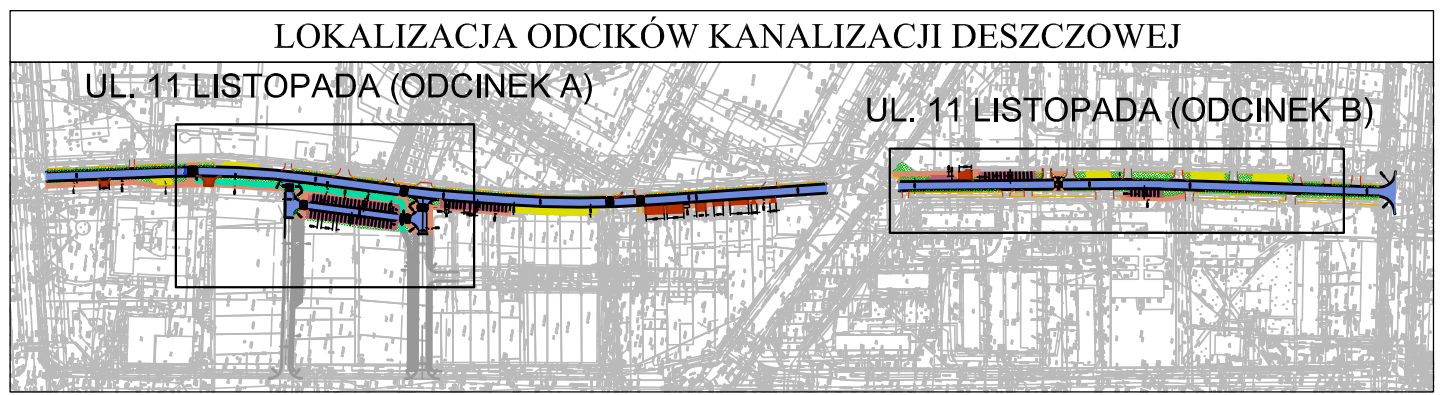 LOKALIZACJA ODCIKÓW KANALIZACJI DESZCZOWEJ
UL. 11 LISTOPADA (ODCINEK A)
UL. 11 LISTOPADA (ODCINEK B)